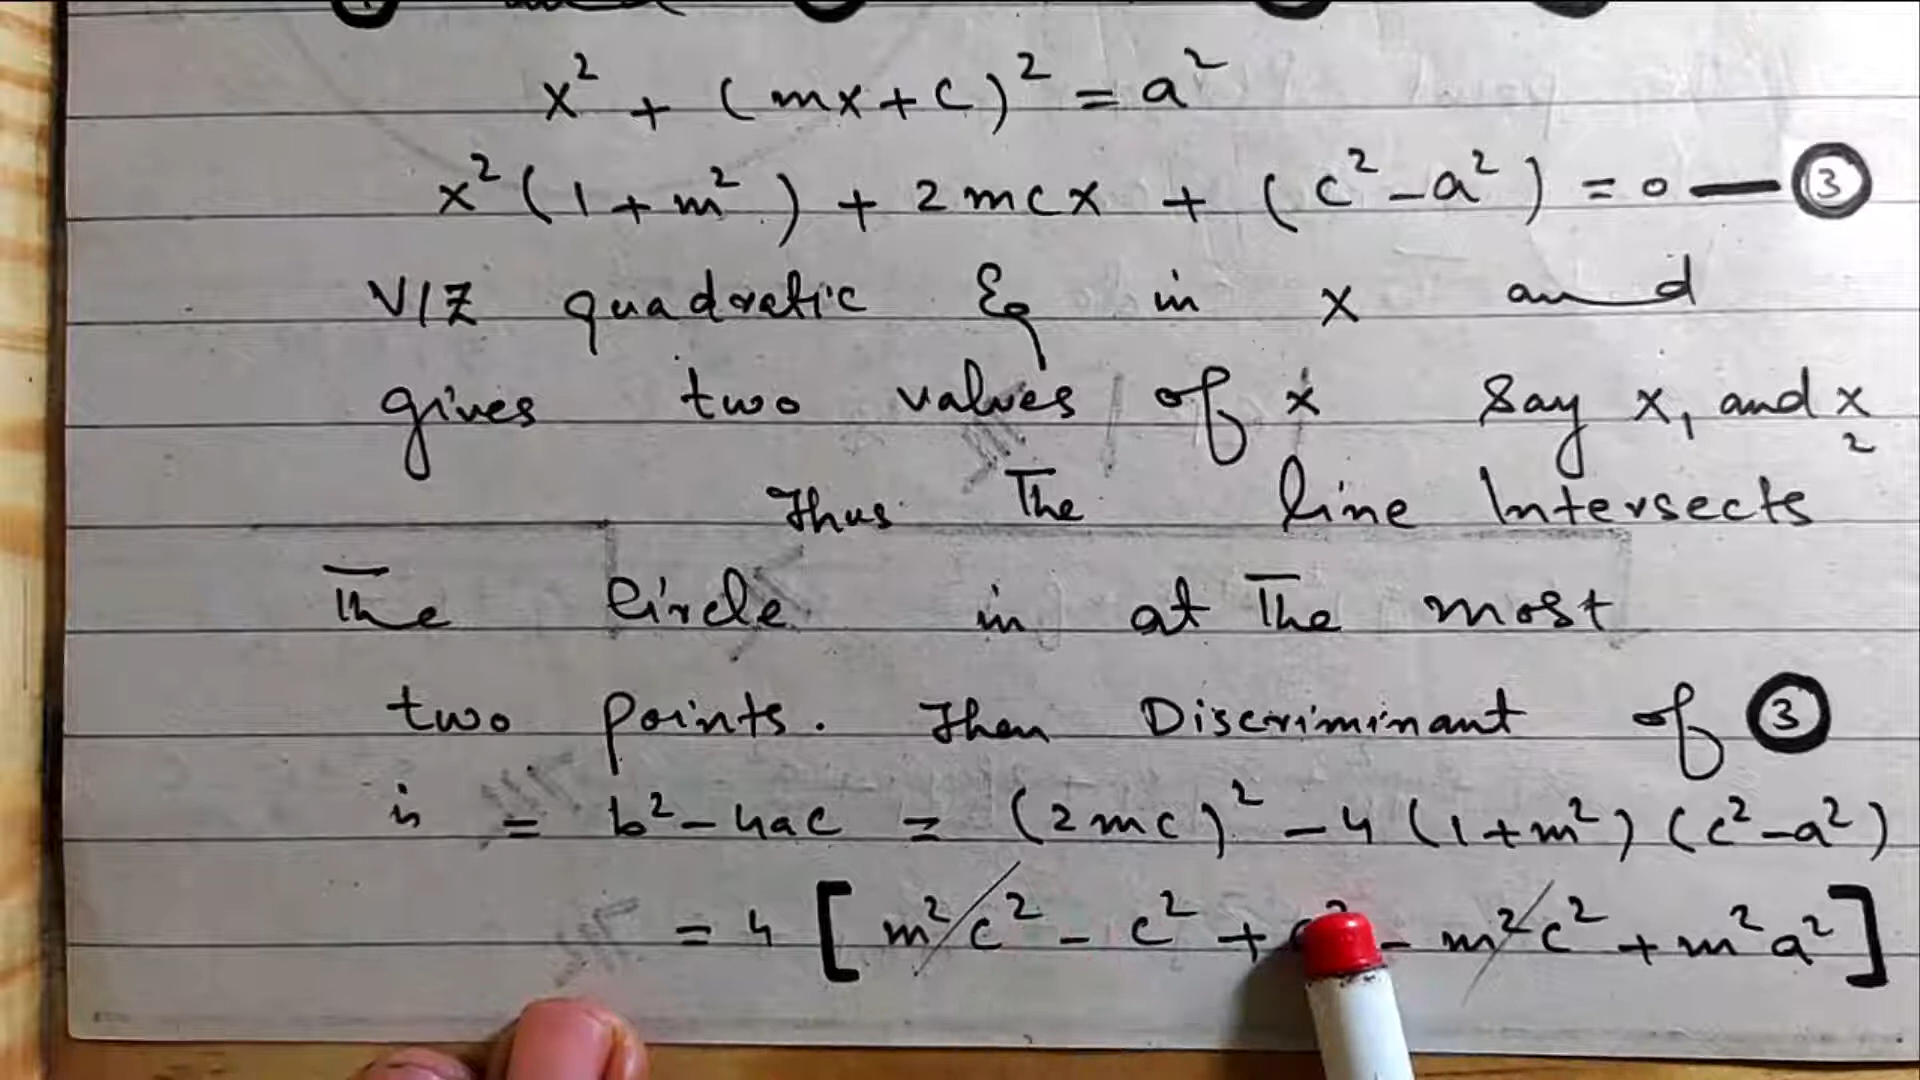 x² + (mx+c)² = a²
x²(1+m²) + 2mcx + (c²-a²) = 0 — ③
V/Z quadratic Eq in x and
gives two values of x Say x₁ and x₂
Thus The line Intersects
The Circle in at The most
two points. Then Discriminant of ③
is = b²-4ac = (2mc)² - 4(1+m²)(c²-a²)
= 4 [m²c² - c² + - m²c² + m²a²]